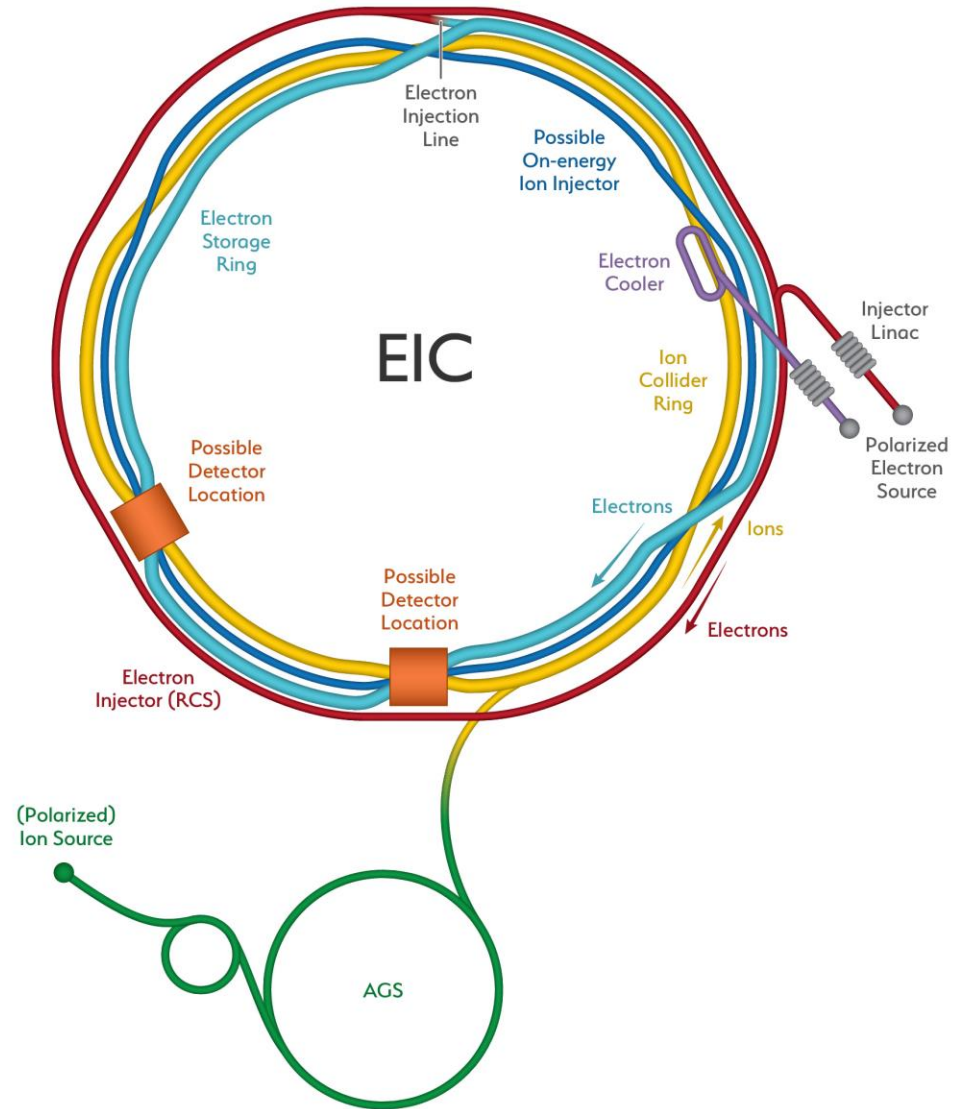 Electron
Injection
Line
Possible
On-energy
Ion Injector
Electron
Storage
Ring
Electron
Cooler
Injector
Linac
EIC
Ion
Collider
Ring
Polarized
Electron
Source
Possible
Detector
Location
Electrons
Ions
Possible
Detector
Location
Electrons
Electron
Injector (RCS)
(Polarized)
Ion Source
AGS